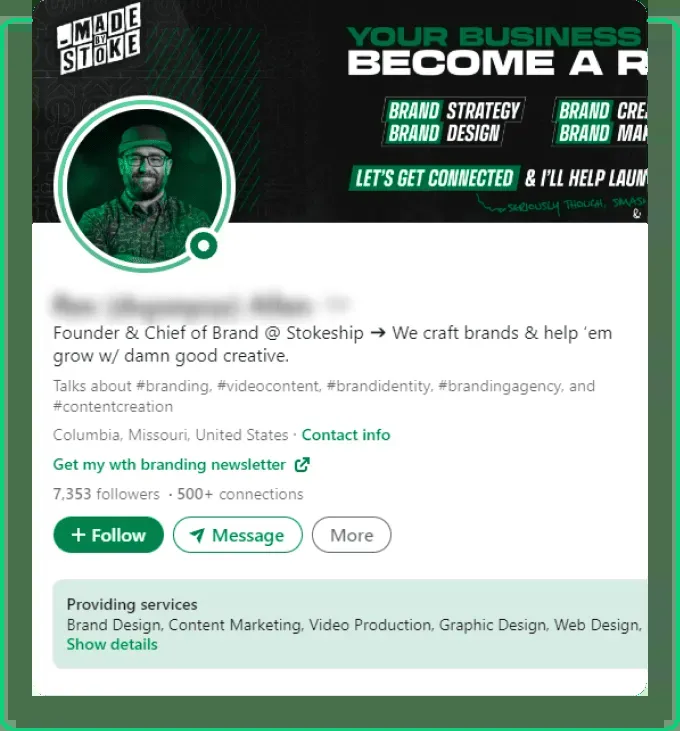 _MADE
BY
STOKE
YOUR BUSINESS
BECOME A R
BRAND STRATEGY
BRAND DESIGN
BRAND CRE
BRAND MA
LET'S GET CONNECTED & I'LL HELP LAUN
SERIOUSLY THOUGH, SMAS
&
Founder & Chief of Brand @ Stokeship ➔ We craft brands & help 'em
grow w/ damn good creative.
Talks about #branding, #videocontent, #brandidentity, #brandingagency, and
#contentcreation
Columbia, Missouri, United States · Contact info
Get my wth branding newsletter
7,353 followers · 500+ connections
+ Follow
Message
More
Providing services
Brand Design, Content Marketing, Video Production, Graphic Design, Web Design,
Show details